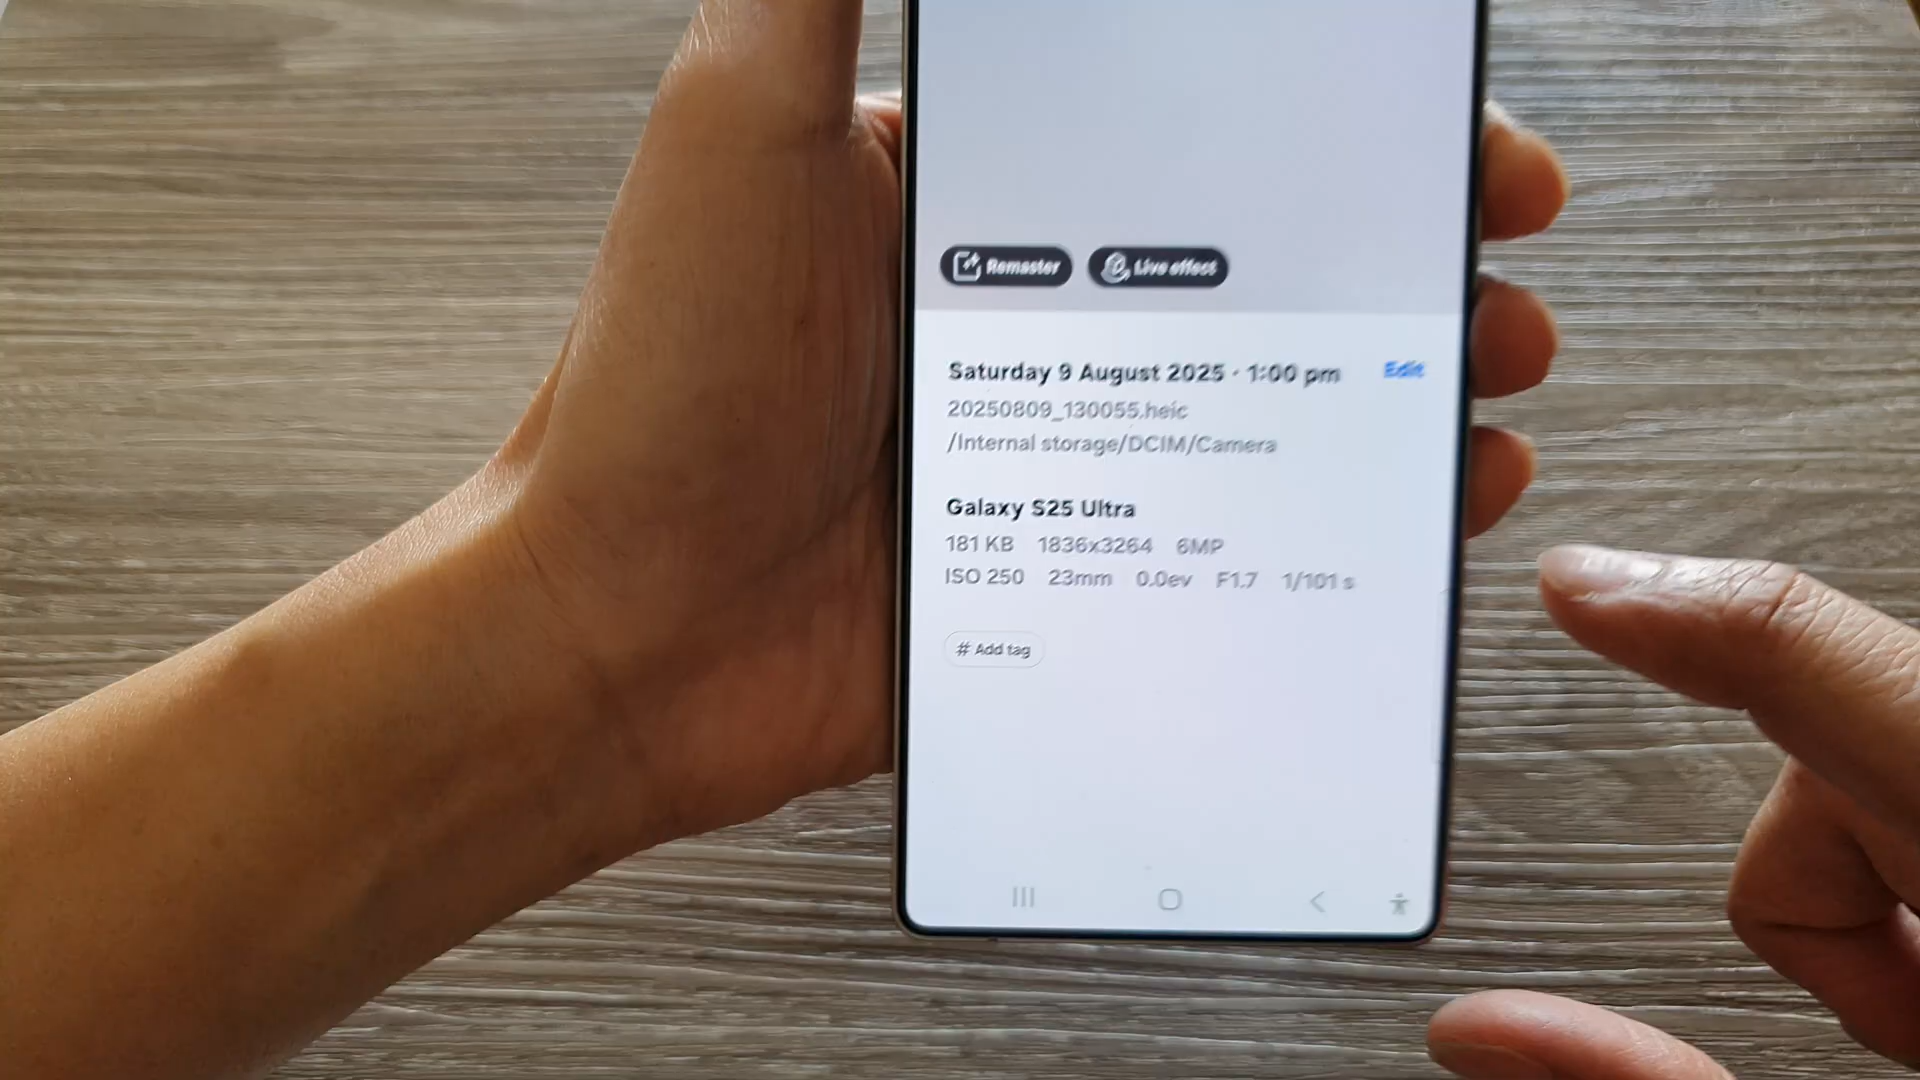 Remaster Live effect
Saturday 9 August 2025 · 1:00 pm Edit
20250809_130055.heic
/Internal storage/DCIM/Camera
Galaxy S25 Ultra
181 KB 1836x3264 6MP
ISO 250 23mm 0.0ev F1.7 1/101 s
# Add tag